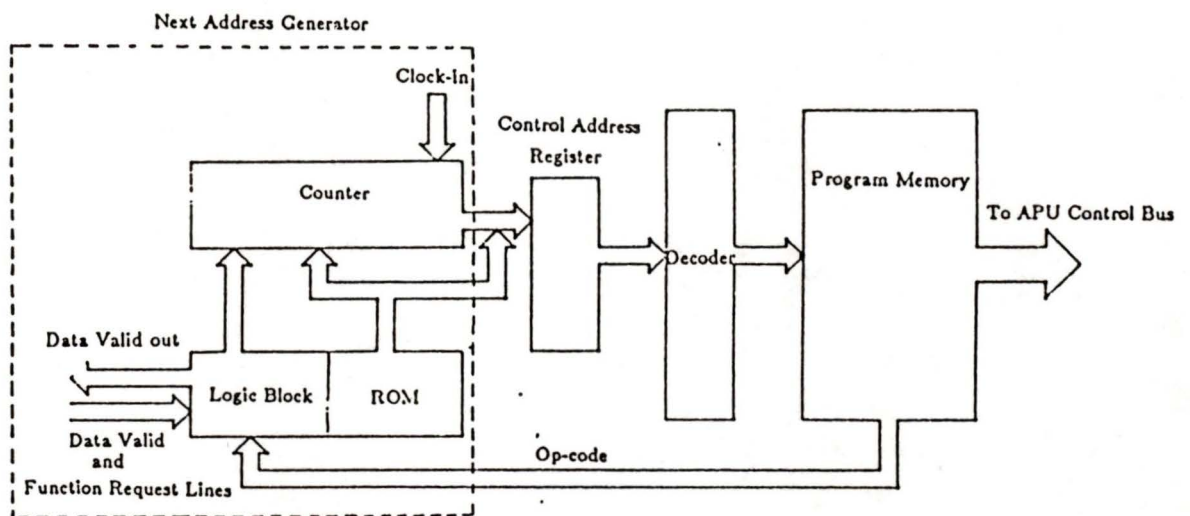 Next Address Generator
Clock-in
Control Address
Register
Counter
Program Memory
To APU Control Bus
Decoder
Data Valid out
Logic Block
ROM
Data Valid
and
Function Request Lines
Op-code